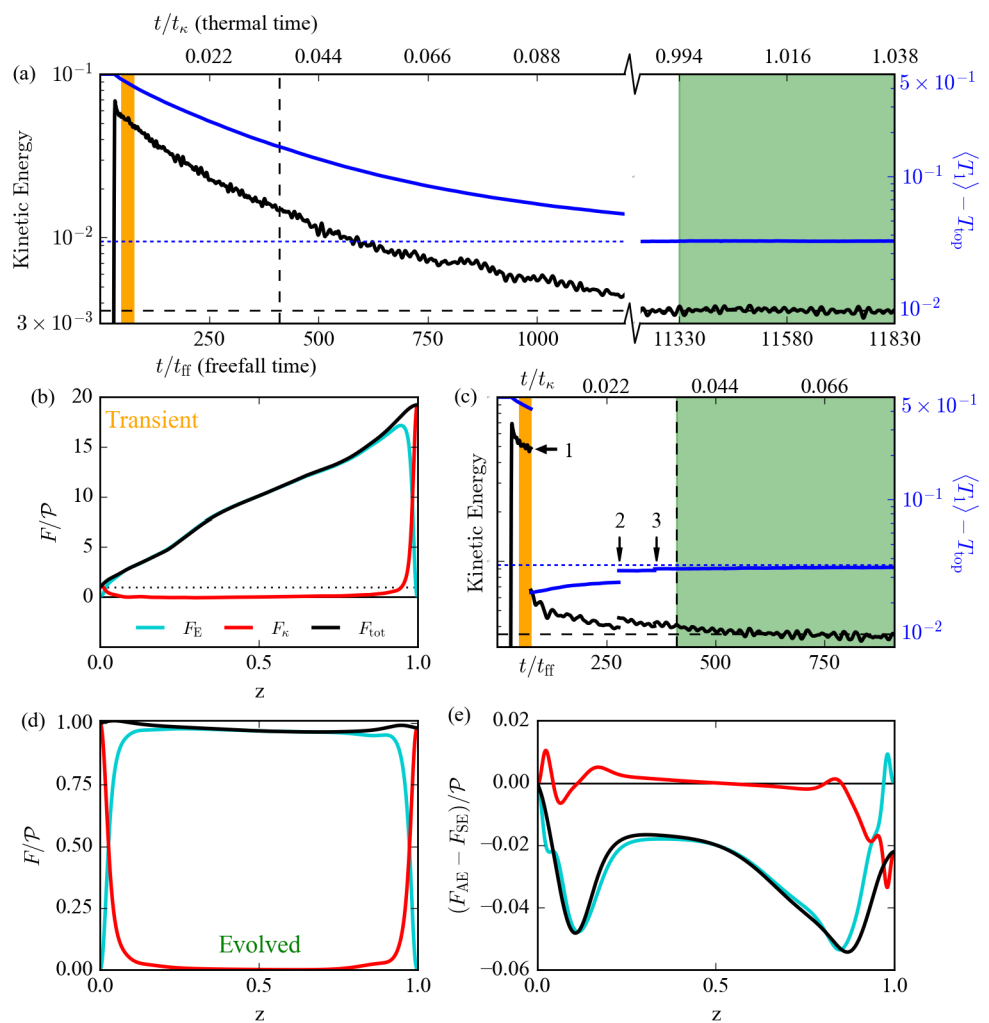 t/tκ (thermal time)
0.022 0.044 0.066 0.088 0.994 1.016 1.038
(a)
10⁻¹
10⁻²
3 × 10⁻³
Kinetic Energy
5 × 10⁻¹
10⁻¹
10⁻²
⟨T₁⟩ − Ttop
250 500 750 1000 11330 11580 11830
t/tff (freefall time)
(b)
Transient
20
15
10
5
0
F/𝒫
FE Fκ Ftot
0.0 0.5 1.0
z
(c)
t/tκ
0.022 0.044 0.066
Kinetic Energy
1
2
3
5 × 10⁻¹
10⁻¹
10⁻²
⟨T₁⟩ − Ttop
t/tff
250 500 750
(d)
1.00
0.75
0.50
0.25
0.00
F/𝒫
Evolved
0.0 0.5 1.0
z
(e)
0.02
0.00
−0.02
−0.04
−0.06
(FAE − FSE)/𝒫
0.0 0.5 1.0
z